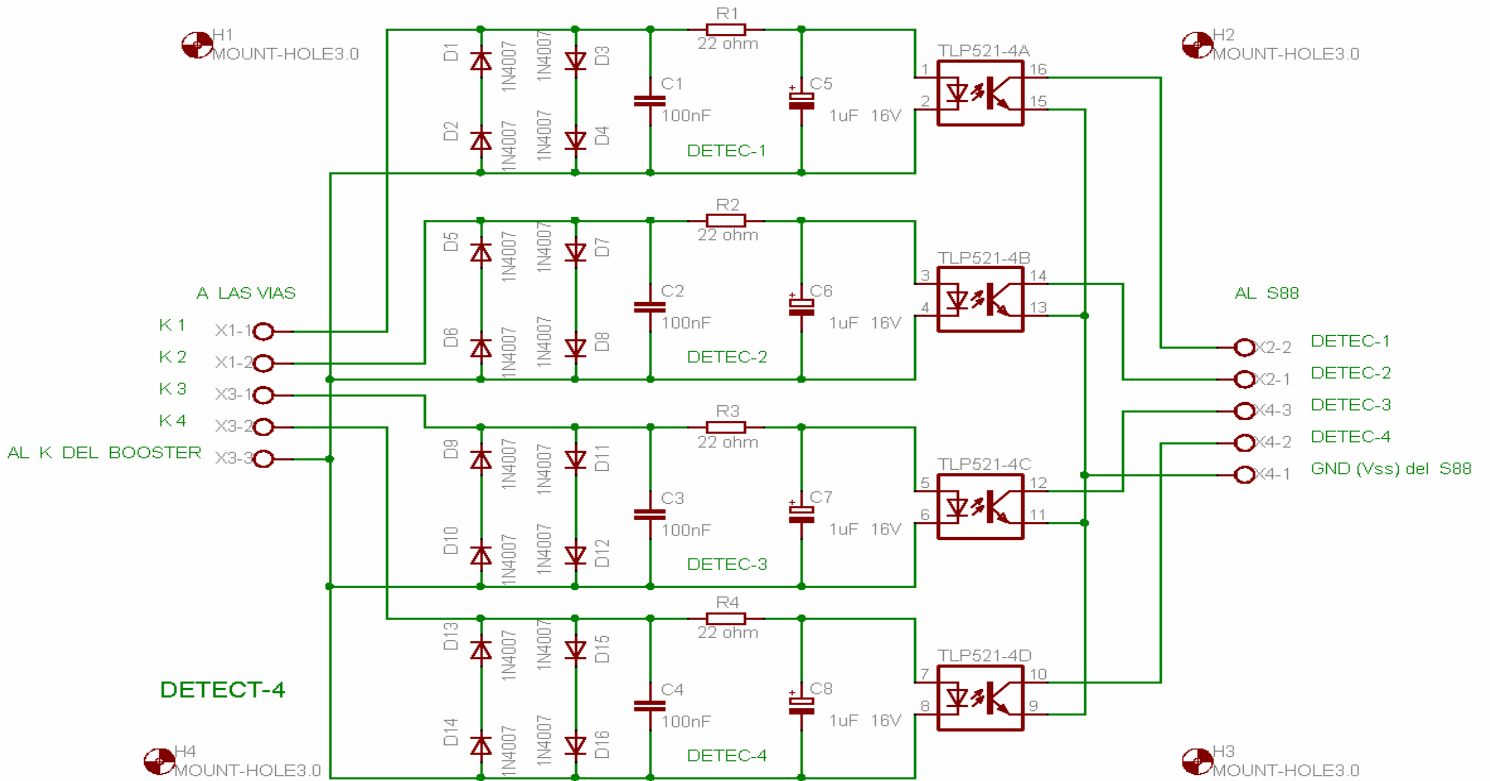 H1
MOUNT-HOLE3.0
H2
MOUNT-HOLE3.0
R1
22 ohm
D1
1N4007
1N4007
D3
D2
1N4007
1N4007
D4
C1
100nF
C5
1uF 16V
DETEC-1
TLP521-4A
1
2
16
15
R2
22 ohm
D5
1N4007
1N4007
D7
D6
1N4007
1N4007
D8
C2
100nF
C6
1uF 16V
DETEC-2
TLP521-4B
3
4
14
13
A LAS VIAS
K 1 X1-1
K 2 X1-2
K 3 X3-1
K 4 X3-2
AL K DEL BOOSTER X3-3
AL S88
X2-2 DETEC-1
X2-1 DETEC-2
X4-3 DETEC-3
X4-2 DETEC-4
X4-1 GND (Vss) del S88
R3
22 ohm
D9
1N4007
1N4007
D11
D10
1N4007
1N4007
D12
C3
100nF
C7
1uF 16V
DETEC-3
TLP521-4C
5
6
12
11
R4
22 ohm
D13
1N4007
1N4007
D15
D14
1N4007
1N4007
D16
C4
100nF
C8
1uF 16V
DETEC-4
TLP521-4D
7
8
10
9
DETECT-4
H4
MOUNT-HOLE3.0
H3
MOUNT-HOLE3.0